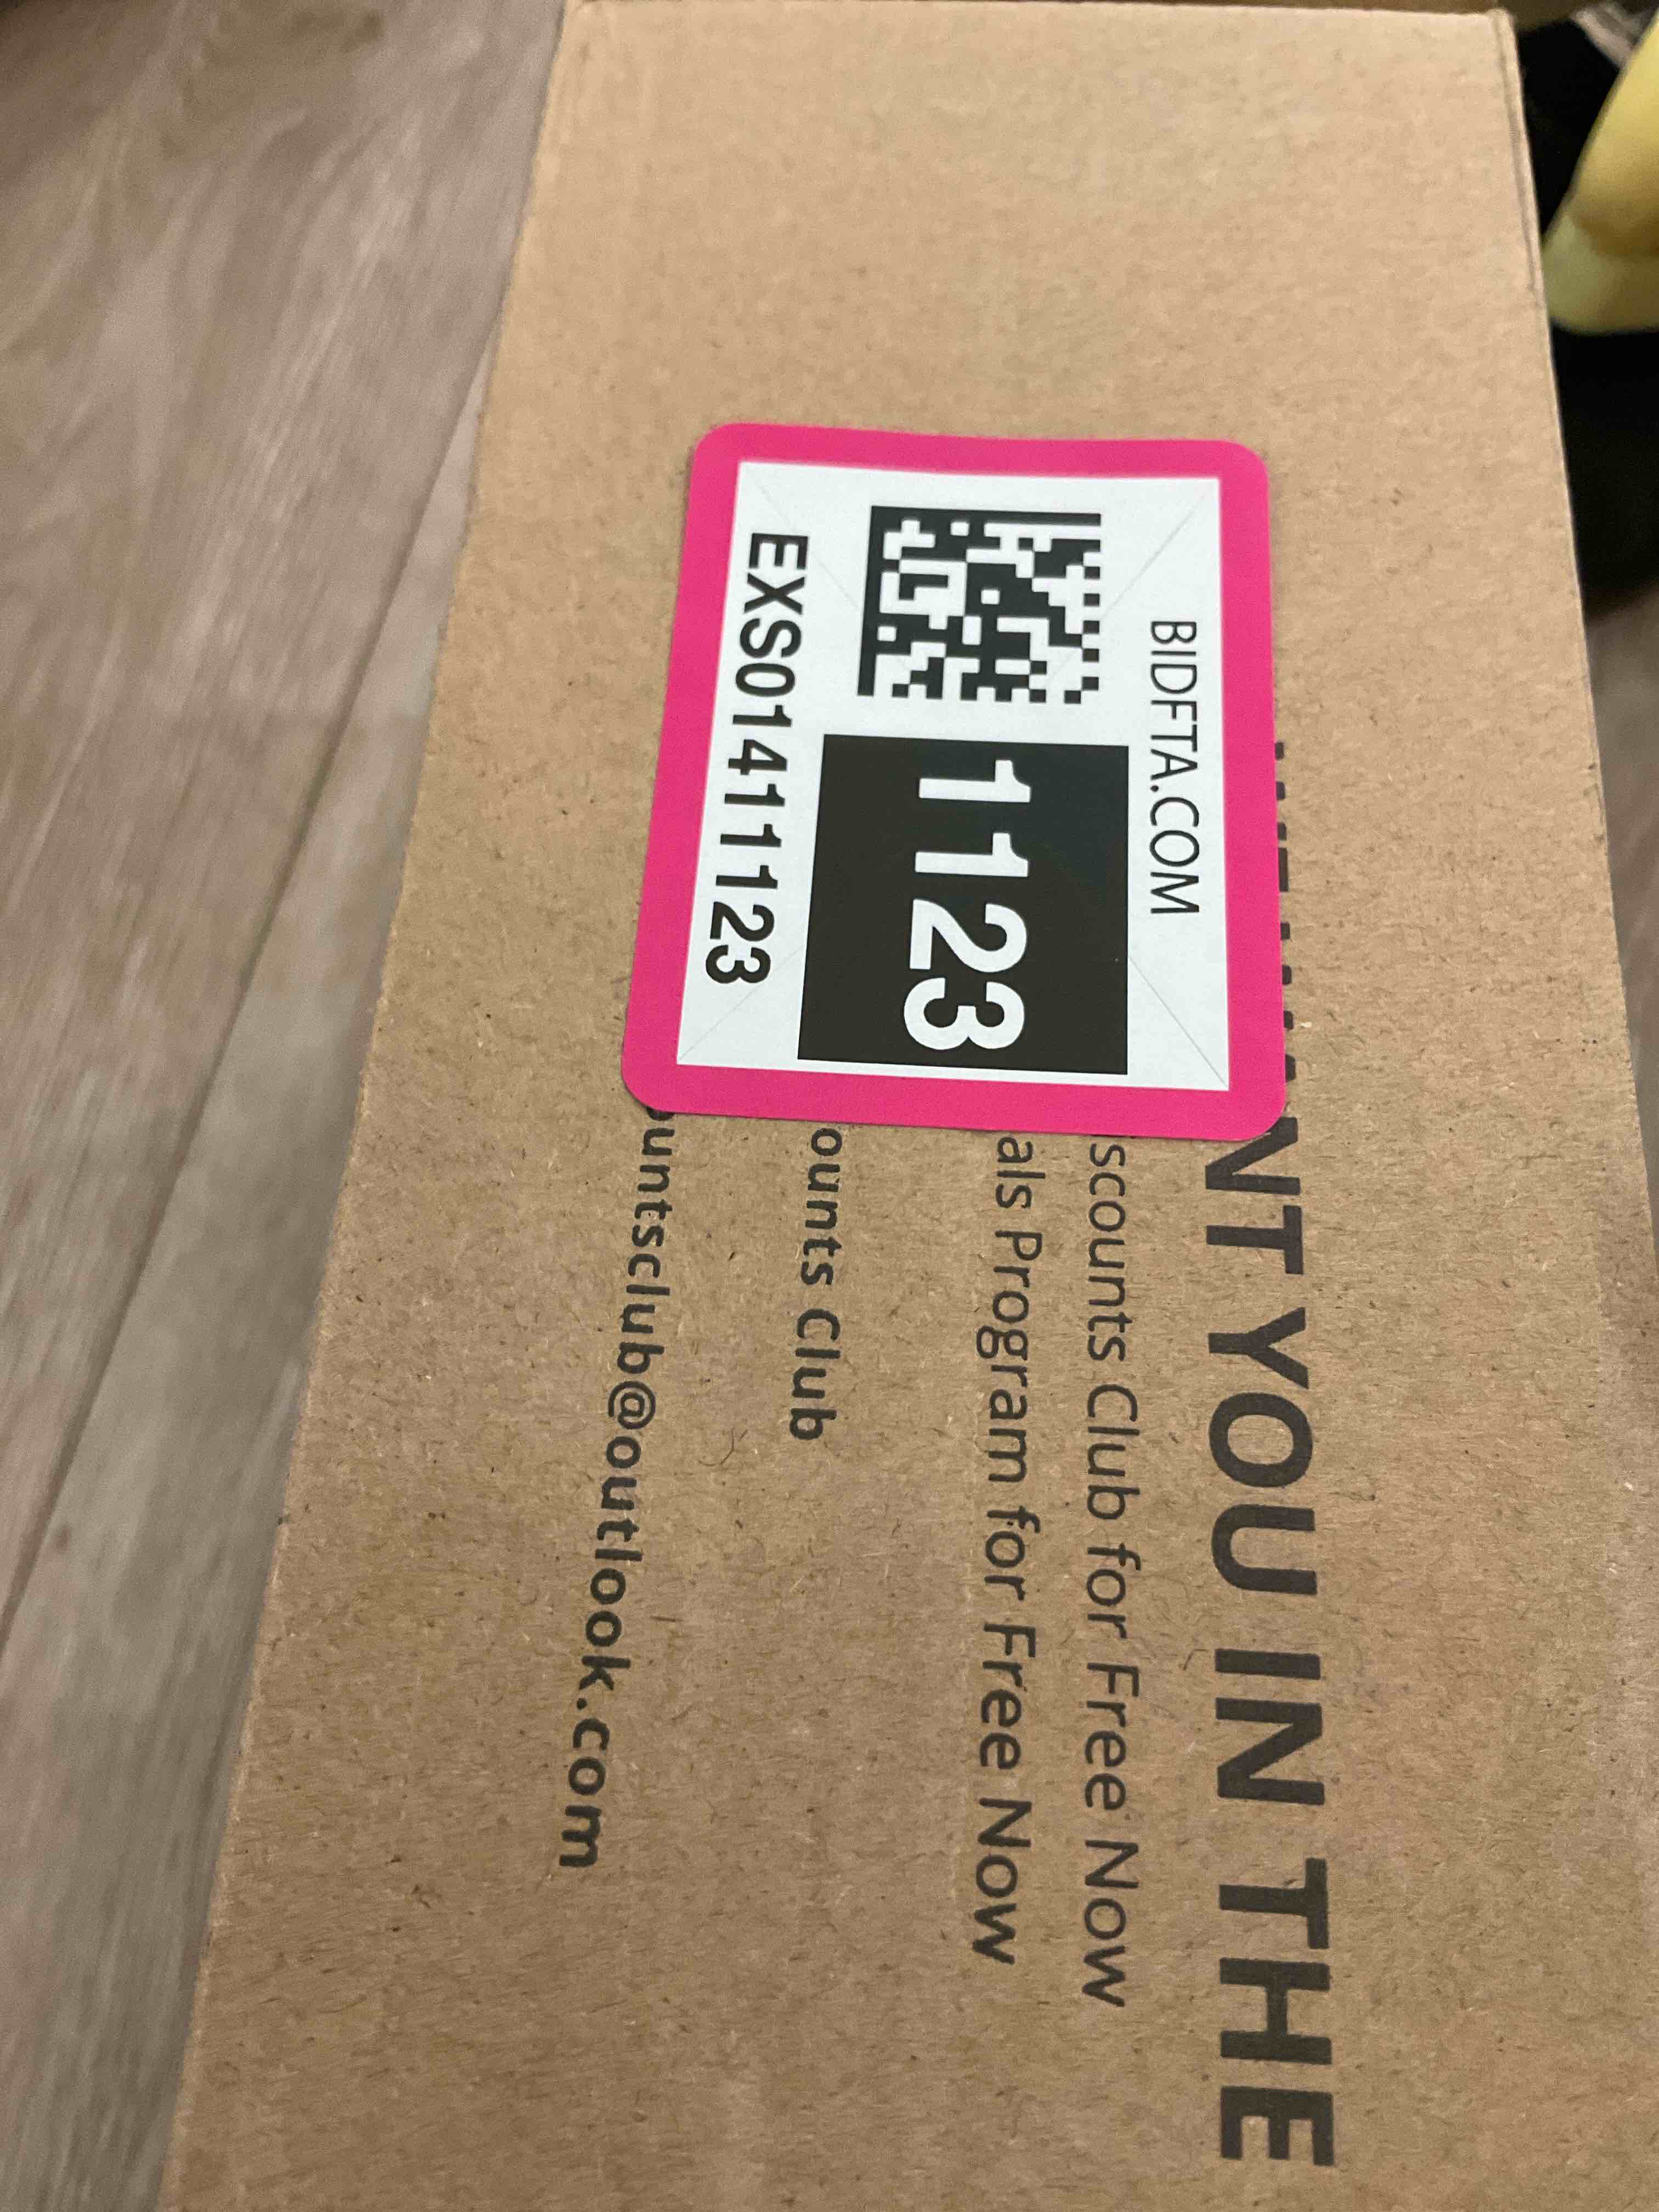 BIDFTA.COM
1123
EXS01411123
NT YOU IN THE
scounts Club for Free Now
als Program for Free Now
ounts Club
untsclub@outlook.com